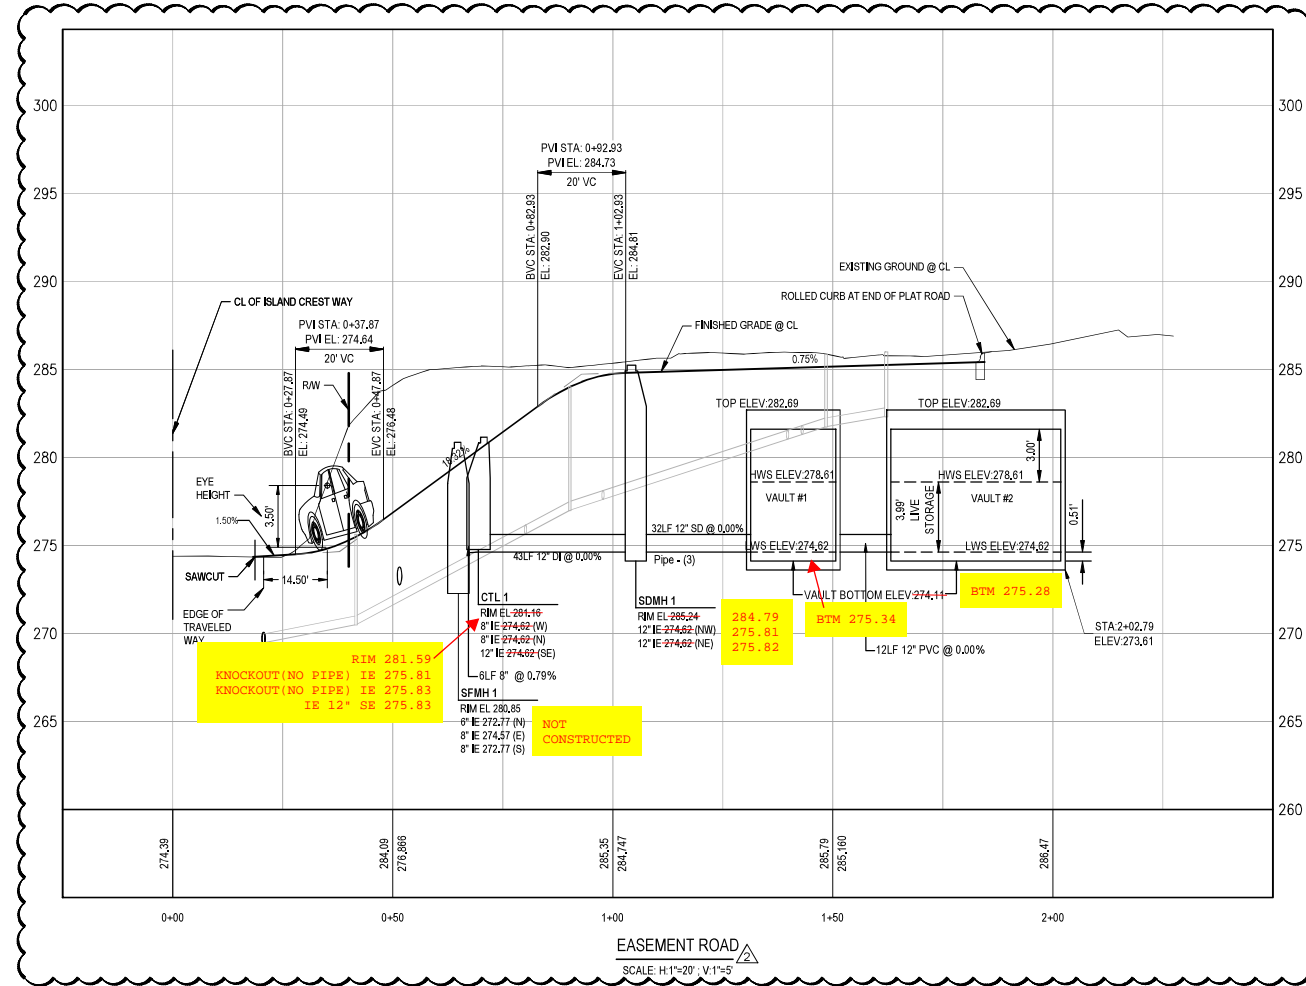 300
295
290
285
280
275
270
265
260
300
295
290
285
280
275
270
265
260
PVI STA: 0+92.93
PVI EL: 284.73
20' VC
BVC STA: 0+82.93
EL: 282.90
EVC STA: 1+02.93
EL: 284.81
CL OF ISLAND CREST WAY
PVI STA: 0+37.87
PVI EL: 274.64
20' VC
R/W
BVC STA: 0+27.87
EL: 274.49
EVC STA: 0+47.87
EL: 276.48
EXISTING GROUND @ CL
ROLLED CURB AT END OF PLAT ROAD
FINISHED GRADE @ CL
0.75%
18.32%
EYE
HEIGHT
3.50'
1.50%
SAWCUT
14.50'
EDGE OF
TRAVELED
WAY
TOP ELEV:282.69
TOP ELEV:282.69
HWS ELEV:278.61
VAULT #1
HWS ELEV:278.61
VAULT #2
3.00'
3.99'
LIVE
STORAGE
0.51'
LWS ELEV:274.62
LWS ELEV:274.62
32LF 12" SD @ 0.00%
43LF 12" DI @ 0.00%
Pipe - (3)
CTL 1
RIM EL 281.16
8" IE 274.62 (W)
8" IE 274.62 (N)
12" IE 274.62 (SE)
6LF 8" @ 0.79%
SDMH 1
RIM EL 285.24
12" IE 274.62 (NW)
12" IE 274.62 (NE)
284.79
275.81
275.82
VAULT BOTTOM ELEV:274.11
BTM 275.34
BTM 275.28
12LF 12" PVC @ 0.00%
STA:2+02.79
ELEV:273.61
RIM 281.59
KNOCKOUT(NO PIPE) IE 275.81
KNOCKOUT(NO PIPE) IE 275.83
IE 12" SE 275.83
SFMH 1
RIM EL 280.85
6" IE 272.77 (N)
8" IE 274.57 (E)
8" IE 272.77 (S)
NOT
CONSTRUCTED
274.39
284.09
276.866
285.35
284.747
285.79
285.160
286.47
0+00
0+50
1+00
1+50
2+00
EASEMENT ROAD
2
SCALE: H:1"=20' ; V:1"=5'